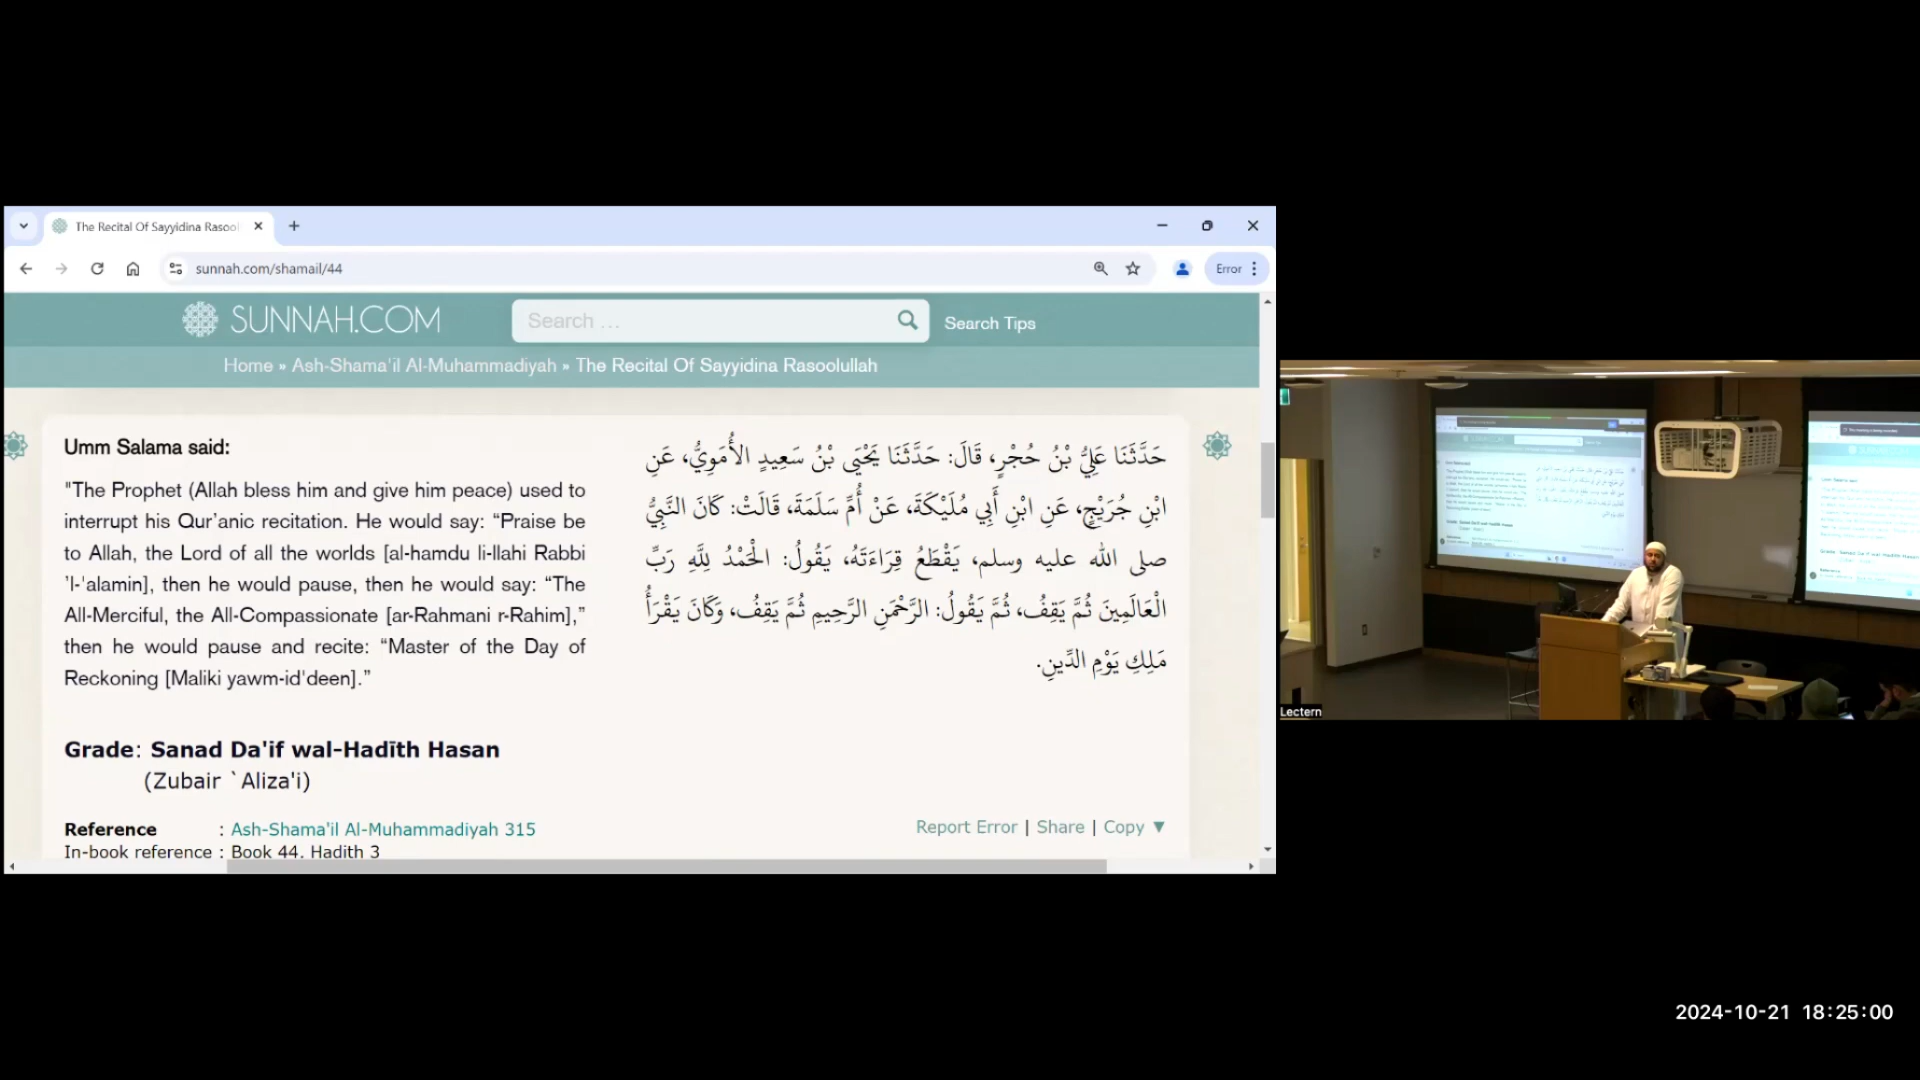 The Recital Of Sayyidina Rasool
sunnah.com/shamail/44
Error
SUNNAH.COM
Search ...
Search Tips
Home » Ash-Shama'il Al-Muhammadiyah » The Recital Of Sayyidina Rasoolullah
Umm Salama said:
"The Prophet (Allah bless him and give him peace) used to
interrupt his Qur’anic recitation. He would say: “Praise be
to Allah, the Lord of all the worlds [al-hamdu li-llahi Rabbi
’l-'alamin], then he would pause, then he would say: “The
All-Merciful, the All-Compassionate [ar-Rahmani r-Rahim],”
then he would pause and recite: “Master of the Day of
Reckoning [Maliki yawm-id'deen].”
حَدَّثَنَا عَلِيُّ بْنُ حُجْرٍ، قَالَ: حَدَّثَنَا يَحْيَى بْنُ سَعِيدٍ الأُمَوِيُّ، عَنِ
ابْنِ جُرَيْجٍ، عَنِ ابْنِ أَبِي مُلَيْكَةَ، عَنْ أُمِّ سَلَمَةَ، قَالَتْ: كَانَ النَّبِيُّ
صلى الله عليه وسلم، يَقْطَعُ قِرَاءَتَهُ، يَقُولُ: الْحَمْدُ لِلَّهِ رَبِّ
الْعَالَمِينَ ثُمَّ يَقِفُ، ثُمَّ يَقُولُ: الرَّحْمَنِ الرَّحِيمِ ثُمَّ يَقِفُ، وَكَانَ يَقْرَأُ
مَلِكِ يَوْمِ الدِّينِ.
Grade: Sanad Da'if wal-Hadīth Hasan
(Zubair `Aliza'i)
Reference : Ash-Shama'il Al-Muhammadiyah 315
In-book reference : Book 44, Hadith 3
Report Error | Share | Copy ▼
Lectern
2024-10-21 18:25:00